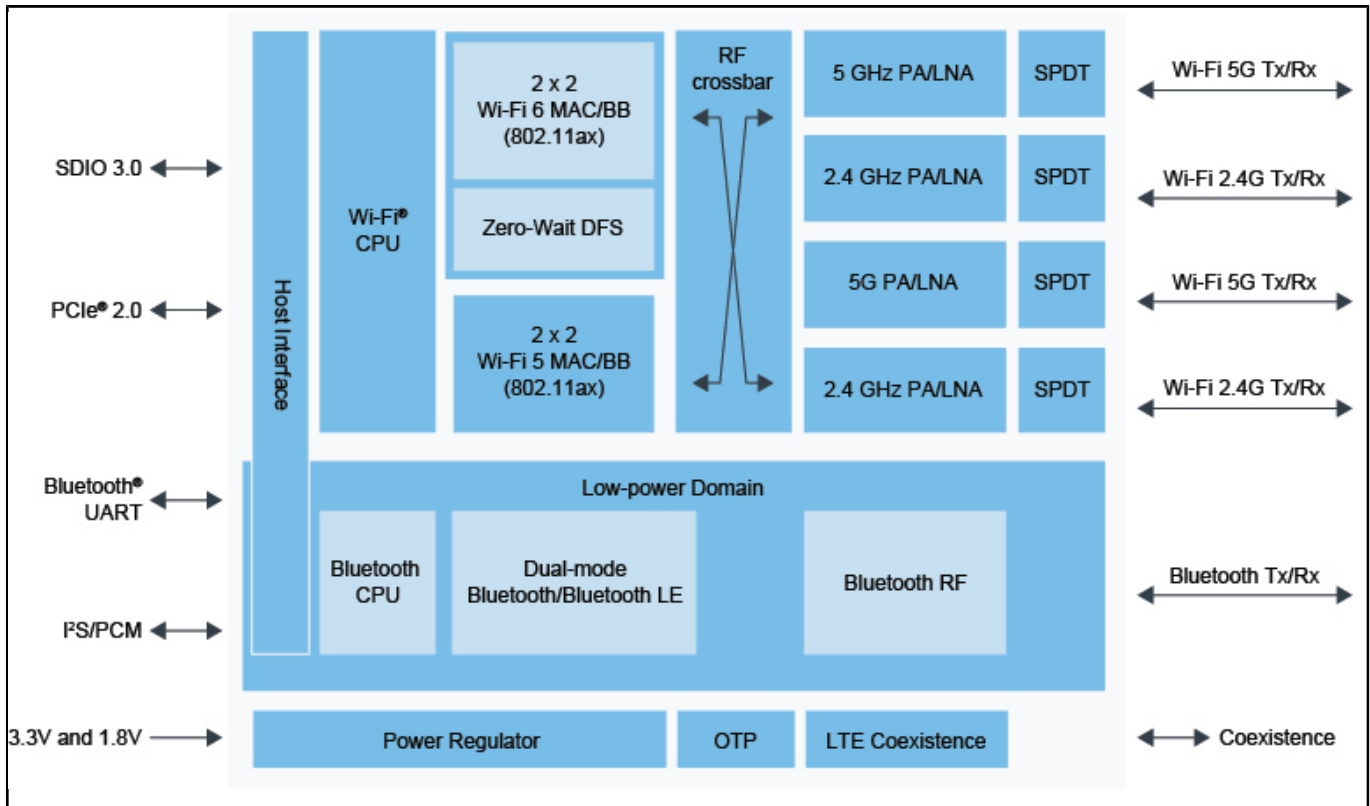 SDIO 3.0
PCIe® 2.0
Bluetooth®
UART
I²S/PCM
3.3V and 1.8V
Host Interface
Wi-Fi®
CPU
2 x 2
Wi-Fi 6 MAC/BB
(802.11ax)
Zero-Wait DFS
2 x 2
Wi-Fi 5 MAC/BB
(802.11ax)
RF
crossbar
5 GHz PA/LNA
SPDT
Wi-Fi 5G Tx/Rx
2.4 GHz PA/LNA
SPDT
Wi-Fi 2.4G Tx/Rx
5G PA/LNA
SPDT
Wi-Fi 5G Tx/Rx
2.4 GHz PA/LNA
SPDT
Wi-Fi 2.4G Tx/Rx
Low-power Domain
Bluetooth
CPU
Dual-mode
Bluetooth/Bluetooth LE
Bluetooth RF
Bluetooth Tx/Rx
Power Regulator
OTP
LTE Coexistence
Coexistence